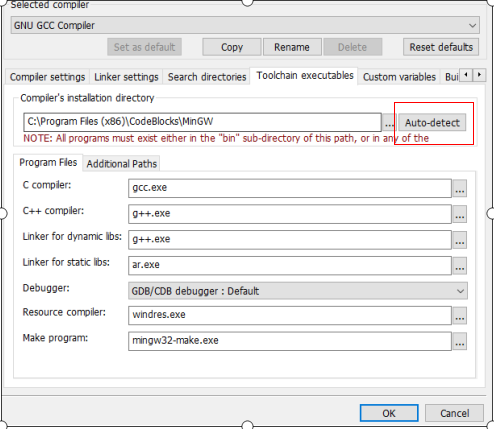 Selected compiler
GNU GCC Compiler
Set as default Copy Rename Delete Reset defaults
Compiler settings Linker settings Search directories Toolchain executables Custom variables Bui
Compiler's installation directory
C:\Program Files (x86)\CodeBlocks\MinGW ... Auto-detect
NOTE: All programs must exist either in the "bin" sub-directory of this path, or in any of the
Program Files Additional Paths
C compiler: gcc.exe ...
C++ compiler: g++.exe ...
Linker for dynamic libs: g++.exe ...
Linker for static libs: ar.exe ...
Debugger: GDB/CDB debugger : Default
Resource compiler: windres.exe ...
Make program: mingw32-make.exe ...
OK Cancel